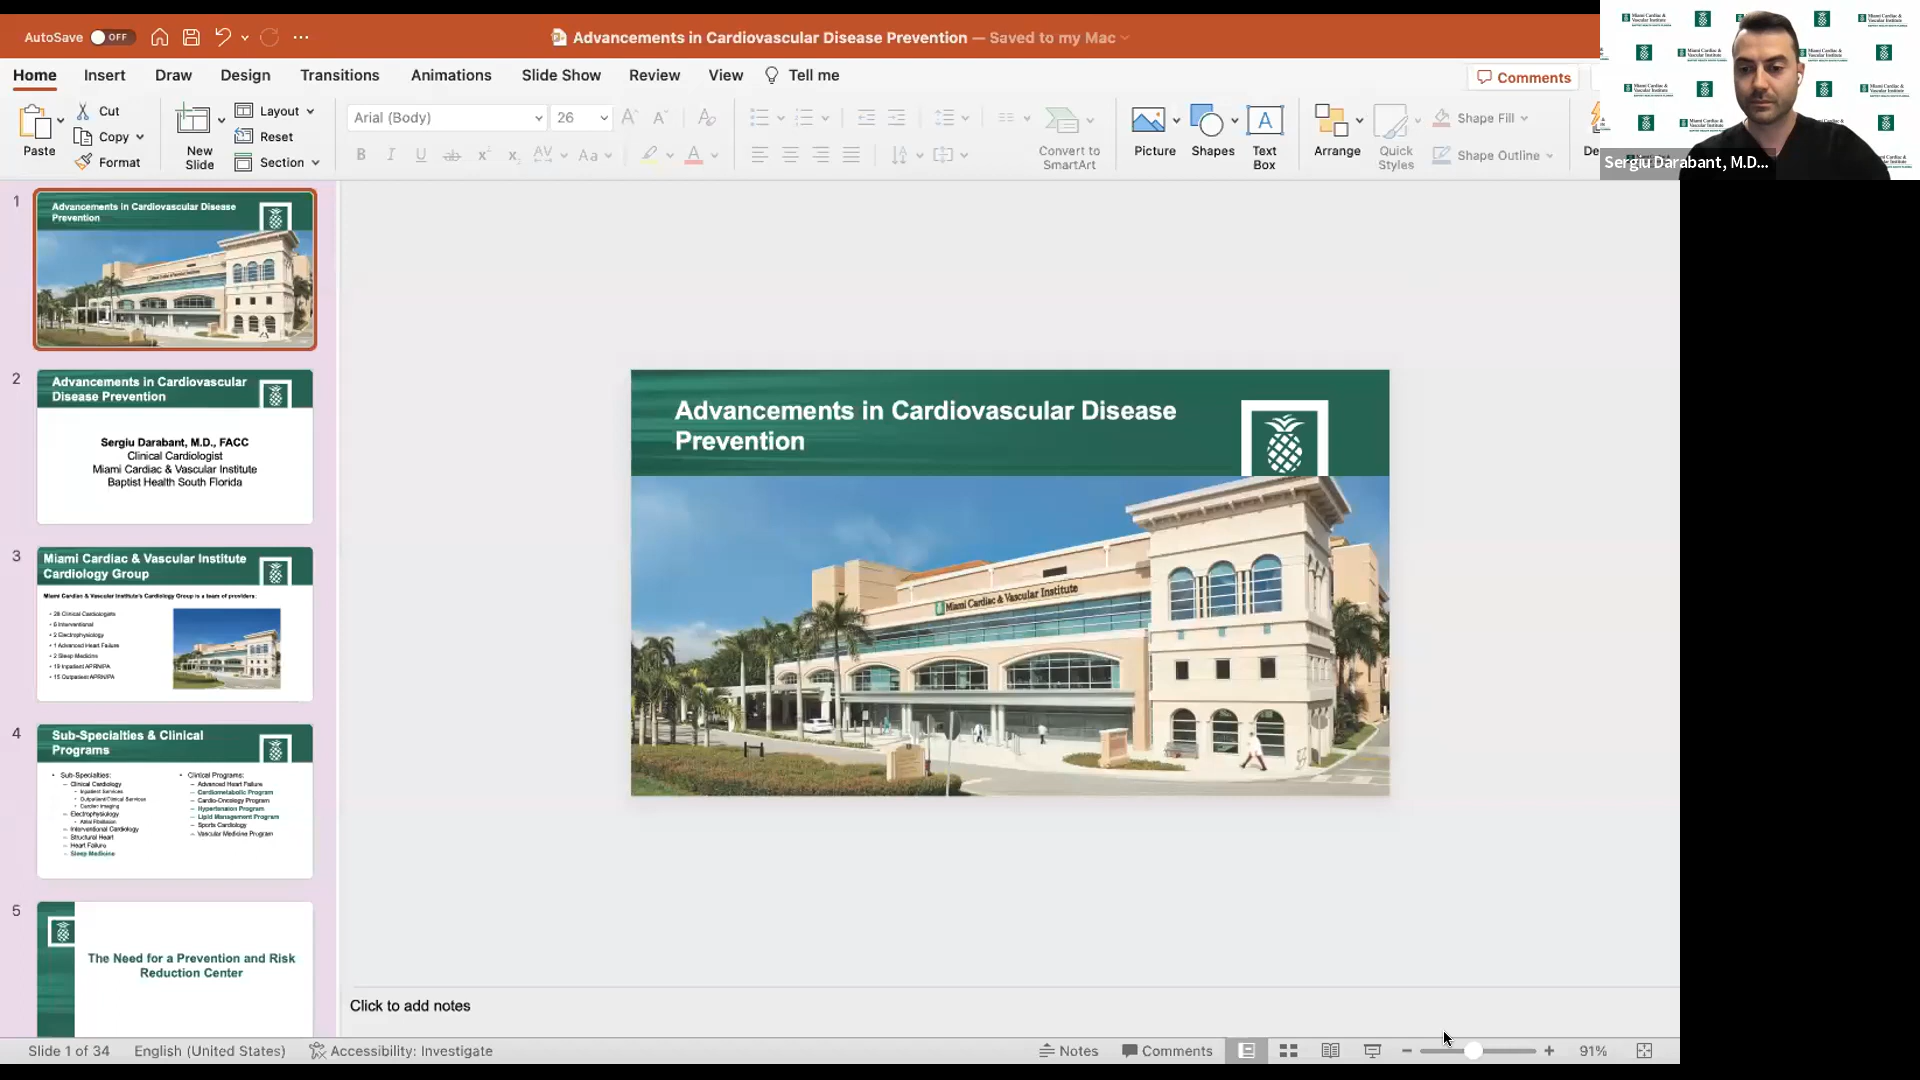 AutoSave OFF
Advancements in Cardiovascular Disease Prevention — Saved to my Mac
Home Insert Draw Design Transitions Animations Slide Show Review View Tell me
Comments
Paste
Cut
Copy
Format
New Slide
Layout
Reset
Section
Arial (Body)
26
Convert to SmartArt
Picture
Shapes
Text Box
Arrange
Quick Styles
Shape Fill
Shape Outline
Sergiu Darabant, M.D...
1
Advancements in Cardiovascular Disease
Prevention
2
Advancements in Cardiovascular
Disease Prevention
Sergiu Darabant, M.D., FACC
Clinical Cardiologist
Miami Cardiac & Vascular Institute
Baptist Health South Florida
3
Miami Cardiac & Vascular Institute
Cardiology Group
Miami Cardiac & Vascular Institute's Cardiology Group is a team of providers:
• 28 Clinical Cardiologists
• 6 Interventional
• 2 Electrophysiology
• 1 Advanced Heart Failure
• 2 Sleep Medicine
• 19 Inpatient APRN/PA
• 15 Outpatient APRN/PA
4
Sub-Specialties & Clinical
Programs
• Sub-Specialties:
– Clinical Cardiology
• Inpatient Services
• Outpatient/Clinical Services
• Cardiac Imaging
– Electrophysiology
• Atrial Fibrillation
– Interventional Cardiology
– Structural Heart
– Heart Failure
– Sleep Medicine
• Clinical Programs:
– Advanced Heart Failure
– Cardiometabolic Program
– Cardio-Oncology Program
– Hypertension Program
– Lipid Management Program
– Sports Cardiology
– Vascular Medicine Program
5
The Need for a Prevention and Risk
Reduction Center
Advancements in Cardiovascular Disease
Prevention
Miami Cardiac & Vascular Institute
Click to add notes
Slide 1 of 34 English (United States) Accessibility: Investigate
Notes Comments 91%